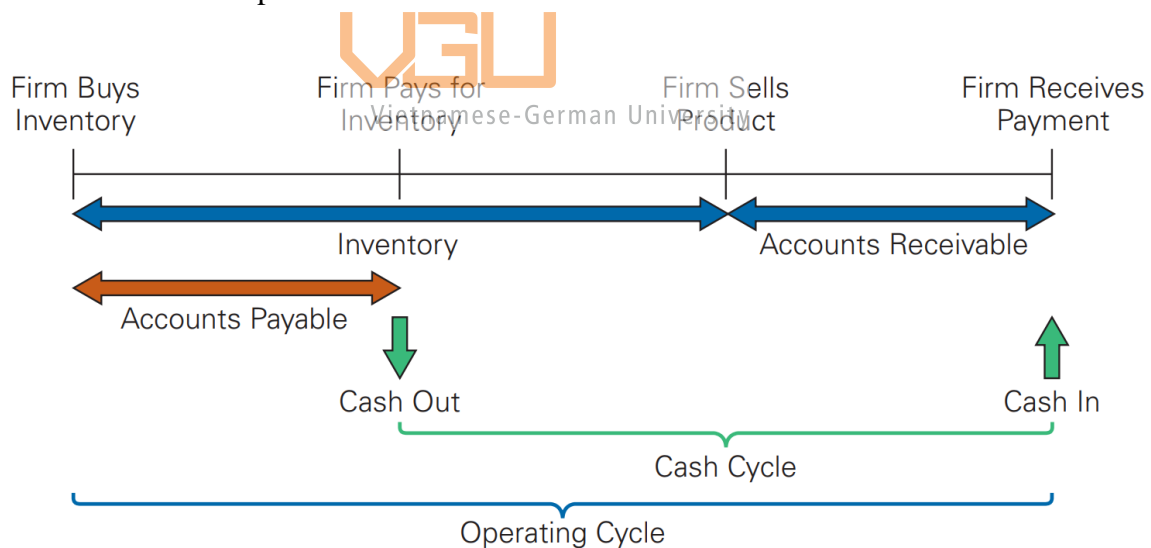 VGU
Firm Buys
Inventory
Firm Pays for
Inventory
Firm Sells
Product
Firm Receives
Payment
Vietnamese-German University
Inventory
Accounts Receivable
Accounts Payable
Cash Out
Cash In
Cash Cycle
Operating Cycle